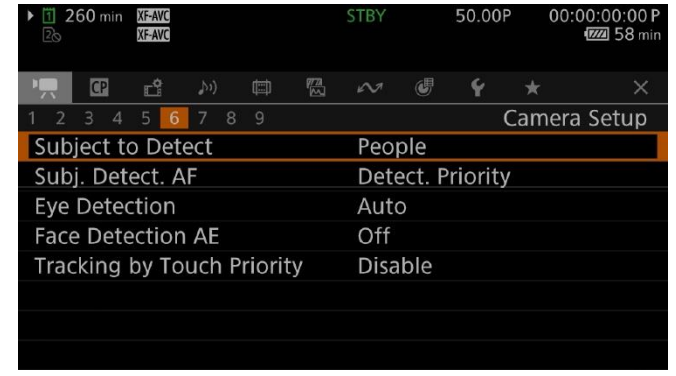 1 260 min XF-AVC STBY 50.00P 00:00:00:00 P
2 XF-AVC 58 min
CP
1 2 3 4 5 6 7 8 9 Camera Setup
Subject to Detect People
Subj. Detect. AF Detect. Priority
Eye Detection Auto
Face Detection AE Off
Tracking by Touch Priority Disable